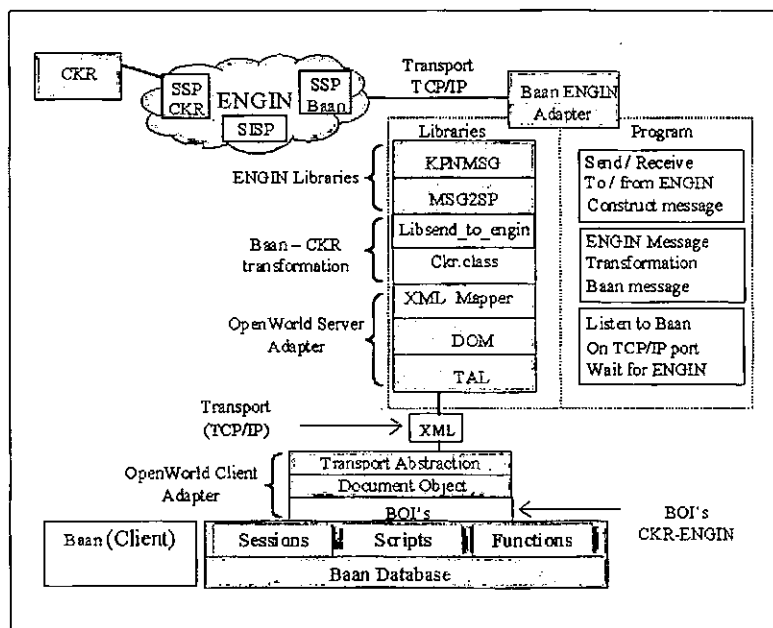 CKR
SSP
CKR
ENGIN
SSP
Baan
SISP
Transport
TCP/IP
Baan ENGIN
Adapter
Libraries
Program
ENGIN Libraries
KPNMSG
MSG2SP
Send / Receive
To / from ENGIN
Construct message
Baan – CKR
transformation
Libsend_to_engin
Ckr.class
ENGIN Message
Transformation
Baan message
OpenWorld Server
Adapter
XML Mapper
DOM
TAL
Listen to Baan
On TCP/IP port
Wait for ENGIN
Transport
(TCP/IP)
XML
OpenWorld Client
Adapter
Transport Abstraction
Document Object
BOI's
BOI's
CKR-ENGIN
Baan (Client)
Sessions
Scripts
Functions
Baan Database